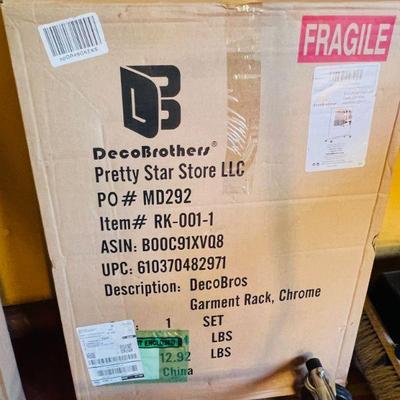 FRAGILE
DecoBrothers®
Pretty Star Store LLC
PO# MD292
Item# RK-001-1
ASIN: B00C91XVQ8
UPC: 610370482971
Description: DecoBros
Garment Rack, Chrome
: 1 SET
LBS
ENCLOSED
12.92 LBS
China